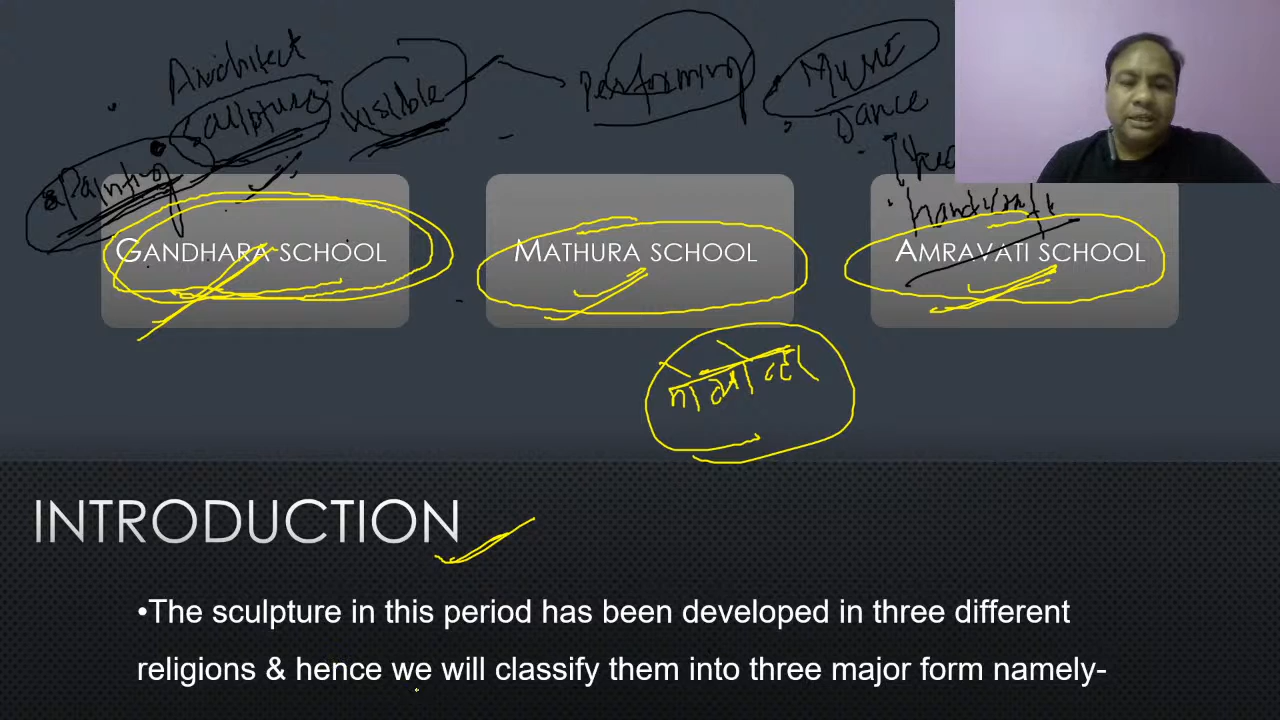 Architect
Sculpture
visible
Performing
Music
Dance
Painting
handicraft
GANDHARA SCHOOL
MATHURA SCHOOL
AMRAVATI SCHOOL
INTRODUCTION
•The sculpture in this period has been developed in three different
religions & hence we will classify them into three major form namely-